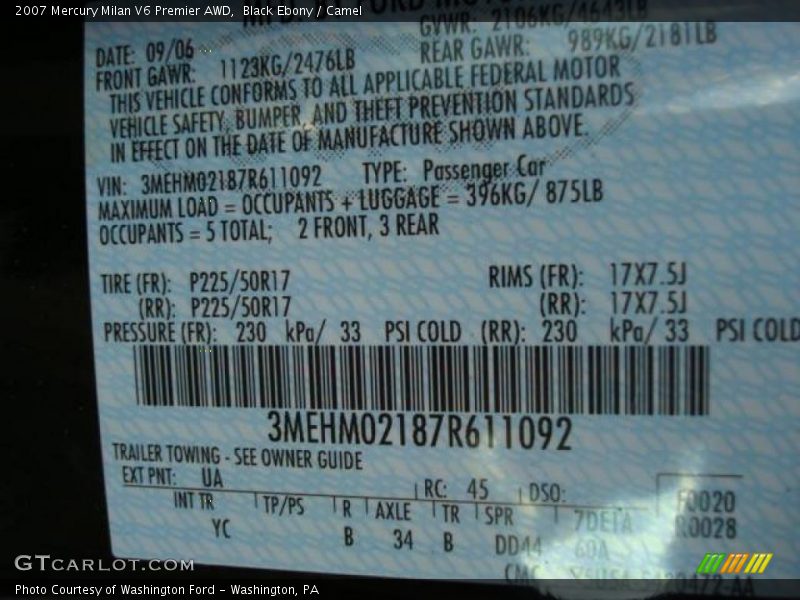 2007 Mercury Milan V6 Premier AWD, Black Ebony / Camel
GVWR: 2106KG/4643LB
DATE: 09/06
FRONT GAWR: 1123KG/2476LB REAR GAWR: 989KG/2181LB
THIS VEHICLE CONFORMS TO ALL APPLICABLE FEDERAL MOTOR
VEHICLE SAFETY, BUMPER, AND THEFT PREVENTION STANDARDS
IN EFFECT ON THE DATE OF MANUFACTURE SHOWN ABOVE.
VIN: 3MEHM02187R611092 TYPE: Passenger Car
MAXIMUM LOAD = OCCUPANTS + LUGGAGE = 396KG/ 875LB
OCCUPANTS = 5 TOTAL; 2 FRONT, 3 REAR
TIRE (FR): P225/50R17 RIMS (FR): 17X7.5J
(RR): P225/50R17 (RR): 17X7.5J
PRESSURE (FR): 230 kPa/ 33 PSI COLD (RR): 230 kPa/ 33 PSI COLD
3MEHM02187R611092
TRAILER TOWING - SEE OWNER GUIDE
EXT PNT: UA RC: 45 DSO: F0020
INT TR TP/PS R AXLE TR SPR 7DEIA R0028
YC B 34 B DD44 60A
GTCARLOT.COM
Photo Courtesy of Washington Ford - Washington, PA